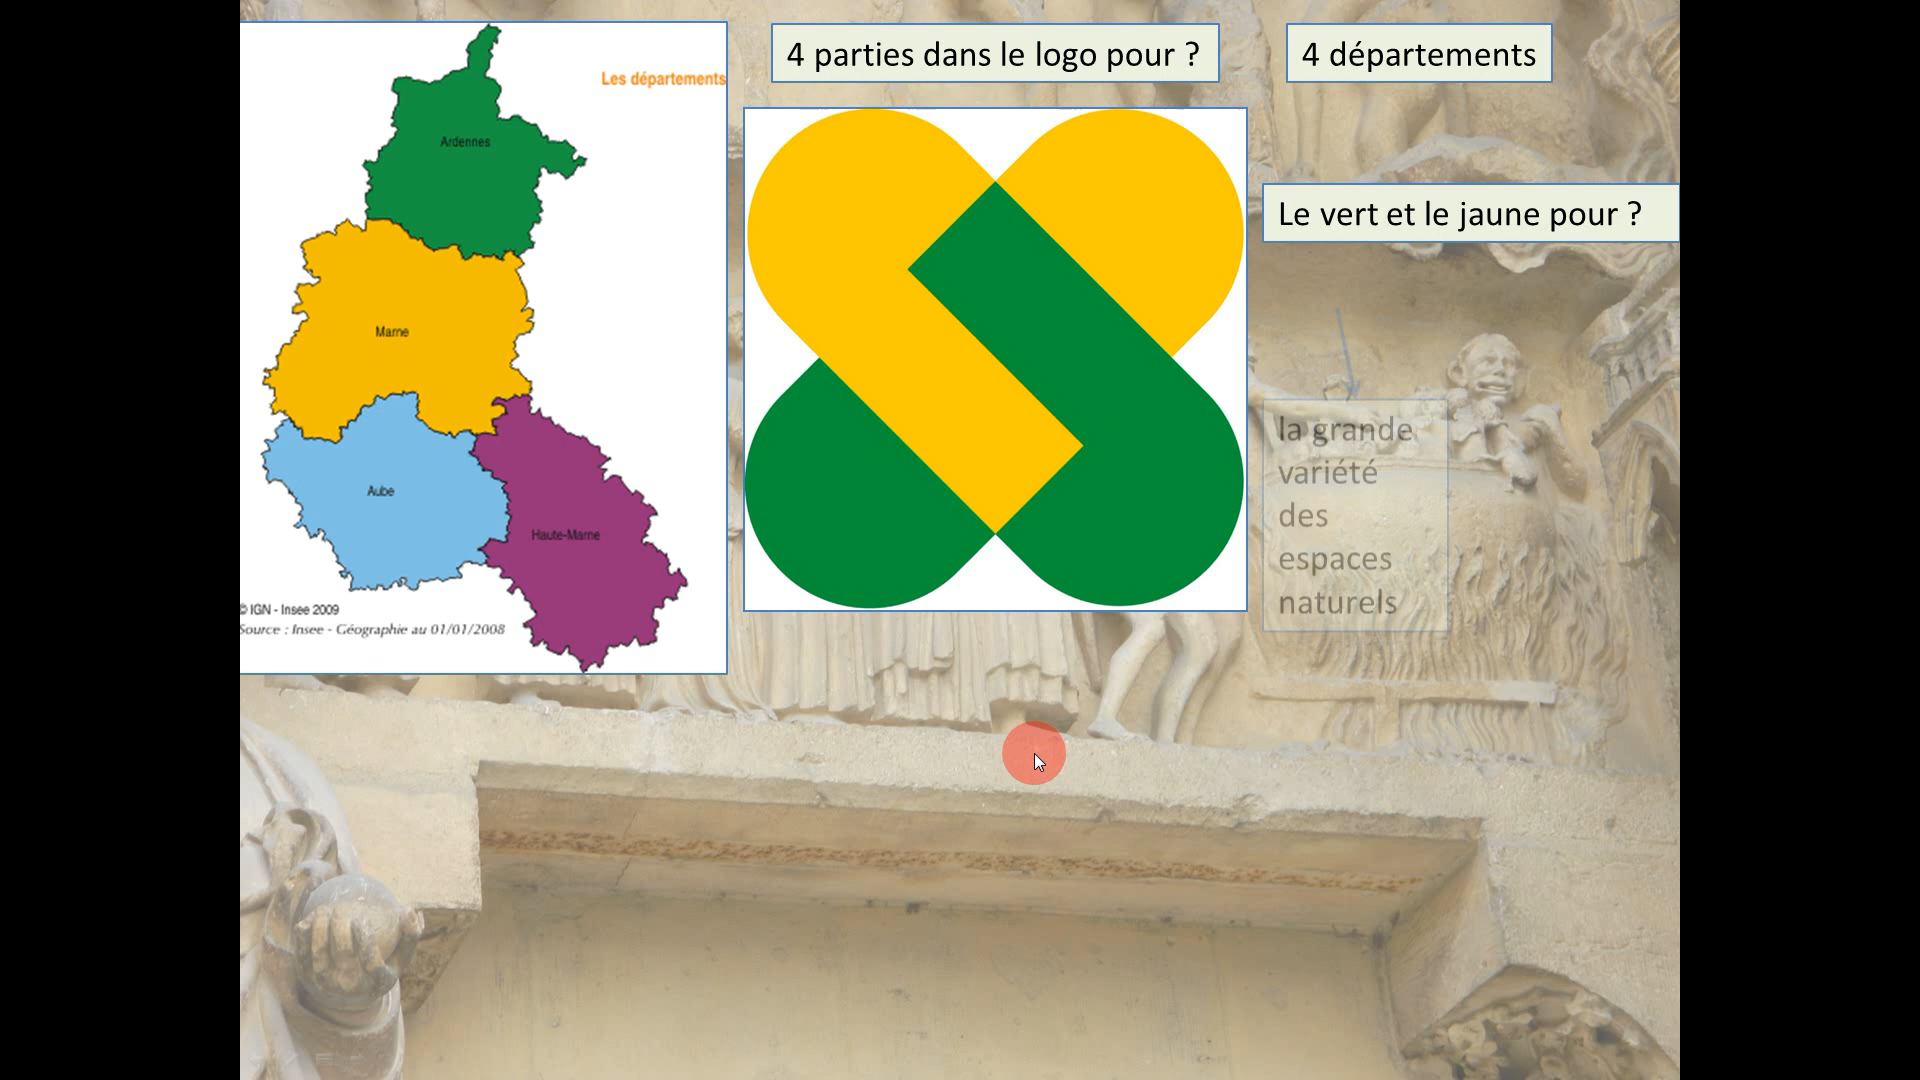 Les départements
Ardennes
Marne
Aube
Haute-Marne
© IGN - Insee 2009
Source : Insee - Géographie au 01/01/2008
4 parties dans le logo pour ?
4 départements
Le vert et le jaune pour ?
la grande
variété
des
espaces
naturels